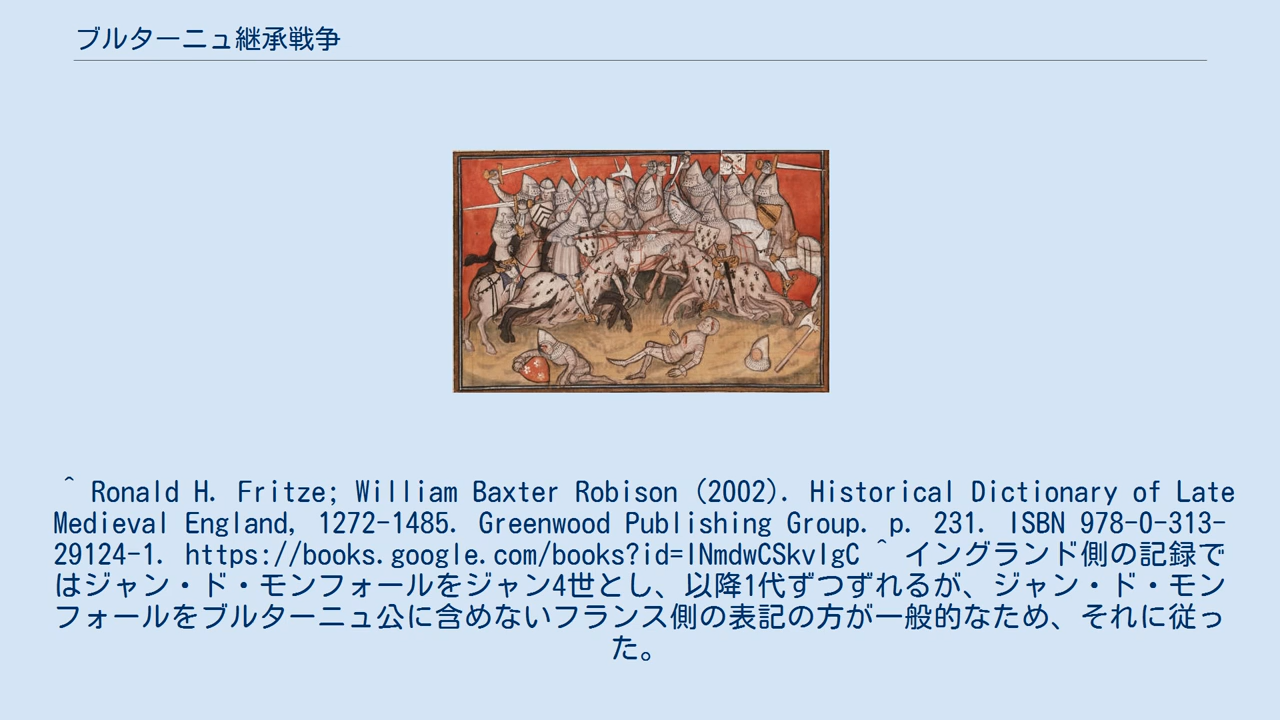 ブルターニュ継承戦争
^ Ronald H. Fritze; William Baxter Robison (2002). Historical Dictionary of Late
Medieval England, 1272-1485. Greenwood Publishing Group. p. 231. ISBN 978-0-313-
29124-1. https://books.google.com/books?id=lNmdwCSkvIgC ^ イングランド側の記録で
はジャン・ド・モンフォールをジャン4世とし、以降1代ずつずれるが、ジャン・ド・モン
フォールをブルターニュ公に含めないフランス側の表記の方が一般的なため、それに従っ
た。